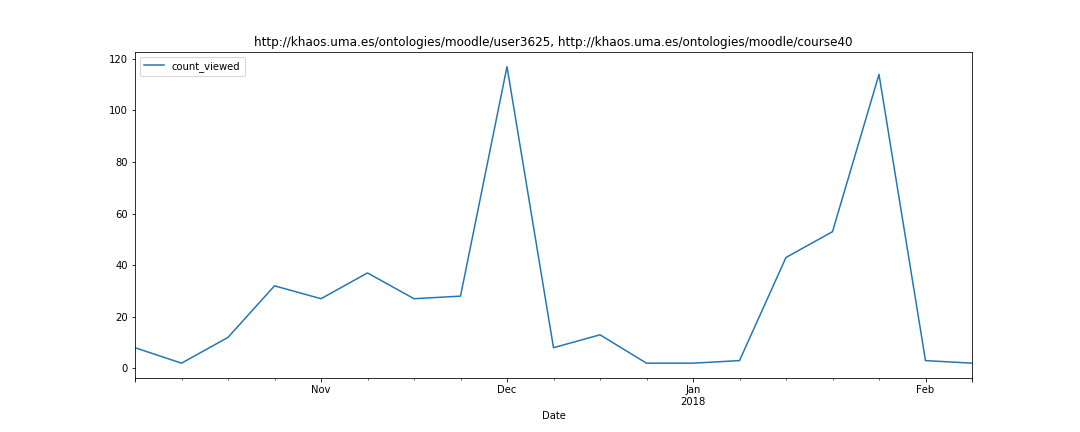 http://khaos.uma.es/ontologies/moodle/user3625, http://khaos.uma.es/ontologies/moodle/course40
count_viewed
120
100
80
60
40
20
0
Nov
Dec
Jan
2018
Feb
Date